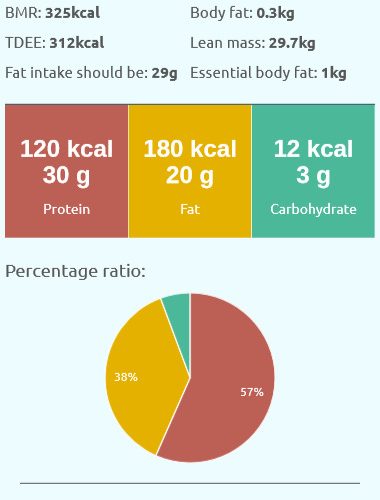 BMR: 325kcal Body fat: 0.3kg
TDEE: 312kcal Lean mass: 29.7kg
Fat intake should be: 29g Essential body fat: 1kg
120 kcal 180 kcal 12 kcal
30 g 20 g 3 g
Protein Fat Carbohydrate
Percentage ratio:
38%
57%